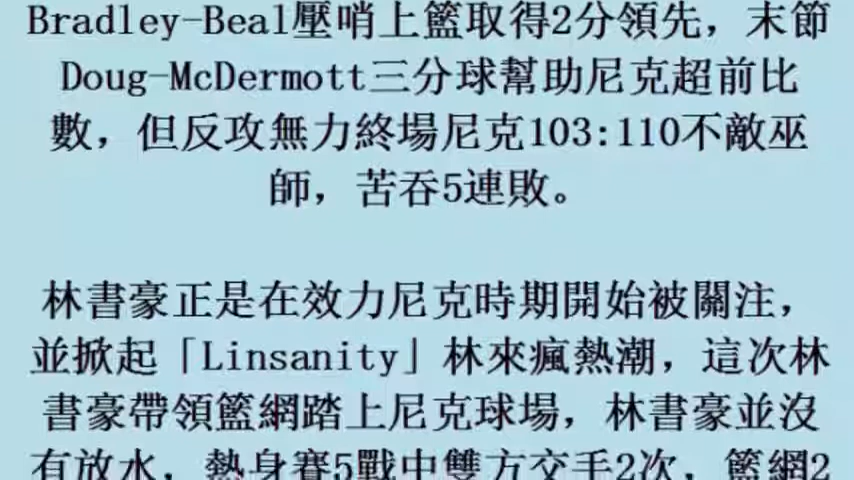 Bradley-Beal壓哨上籃取得2分領先，末節
Doug-McDermott三分球幫助尼克超前比
數，但反攻無力終場尼克103:110不敵巫
師，苦吞5連敗。
林書豪正是在效力尼克時期開始被關注，
並掀起「Linsanity」林來瘋熱潮，這次林
書豪帶領籃網踏上尼克球場，林書豪並沒
有放水，熱身賽5戰中雙方交手2次，籃網2